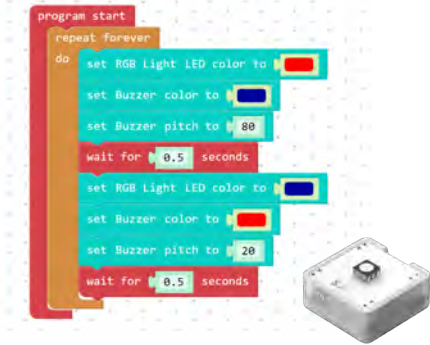 program start
repeat forever
do set RGB Light LED color to
set Buzzer color to
set Buzzer pitch to 80
wait for 0.5 seconds
set RGB Light LED color to
set Buzzer color to
set Buzzer pitch to 20
wait for 0.5 seconds